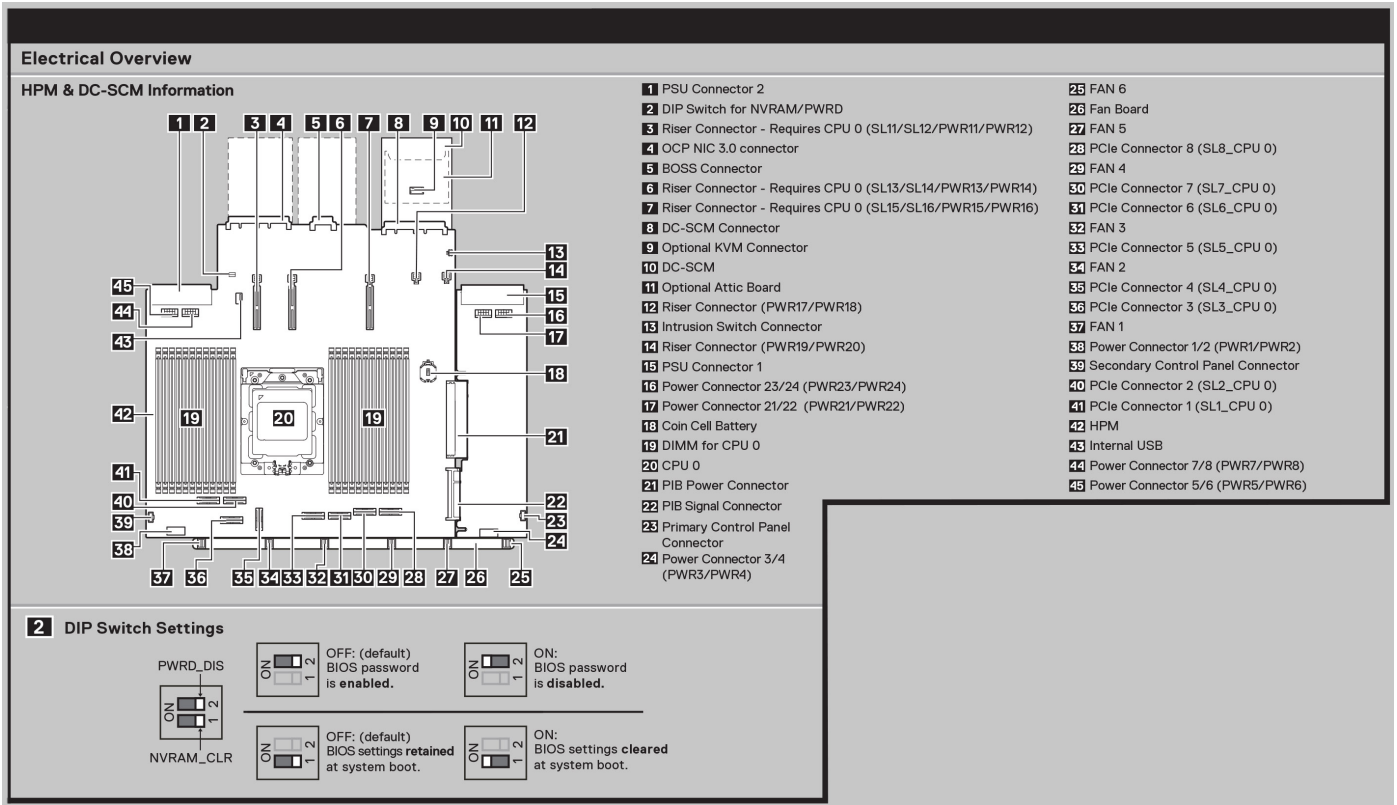 Electrical Overview
HPM & DC-SCM Information
1 2 3 4 5 6 7 8 9 10 11 12
13
14
45
15
44
16
17
43
18
42
19 20 19
21
41
40
22
39
23
38
24
37 36 35 34 33 32 31 30 29 28 27 26 25
1 PSU Connector 2
2 DIP Switch for NVRAM/PWRD
3 Riser Connector - Requires CPU 0 (SL11/SL12/PWR11/PWR12)
4 OCP NIC 3.0 connector
5 BOSS Connector
6 Riser Connector - Requires CPU 0 (SL13/SL14/PWR13/PWR14)
7 Riser Connector - Requires CPU 0 (SL15/SL16/PWR15/PWR16)
8 DC-SCM Connector
9 Optional KVM Connector
10 DC-SCM
11 Optional Attic Board
12 Riser Connector (PWR17/PWR18)
13 Intrusion Switch Connector
14 Riser Connector (PWR19/PWR20)
15 PSU Connector 1
16 Power Connector 23/24 (PWR23/PWR24)
17 Power Connector 21/22 (PWR21/PWR22)
18 Coin Cell Battery
19 DIMM for CPU 0
20 CPU 0
21 PIB Power Connector
22 PIB Signal Connector
23 Primary Control Panel
Connector
24 Power Connector 3/4
(PWR3/PWR4)
25 FAN 6
26 Fan Board
27 FAN 5
28 PCIe Connector 8 (SL8_CPU 0)
29 FAN 4
30 PCIe Connector 7 (SL7_CPU 0)
31 PCIe Connector 6 (SL6_CPU 0)
32 FAN 3
33 PCIe Connector 5 (SL5_CPU 0)
34 FAN 2
35 PCIe Connector 4 (SL4_CPU 0)
36 PCIe Connector 3 (SL3_CPU 0)
37 FAN 1
38 Power Connector 1/2 (PWR1/PWR2)
39 Secondary Control Panel Connector
40 PCIe Connector 2 (SL2_CPU 0)
41 PCIe Connector 1 (SL1_CPU 0)
42 HPM
43 Internal USB
44 Power Connector 7/8 (PWR7/PWR8)
45 Power Connector 5/6 (PWR5/PWR6)
2 DIP Switch Settings
PWRD_DIS
ON 1 2
NVRAM_CLR
ON 1 2
OFF: (default)
BIOS password
is enabled.
ON 1 2
ON:
BIOS password
is disabled.
ON 1 2
OFF: (default)
BIOS settings retained
at system boot.
ON 1 2
ON:
BIOS settings cleared
at system boot.